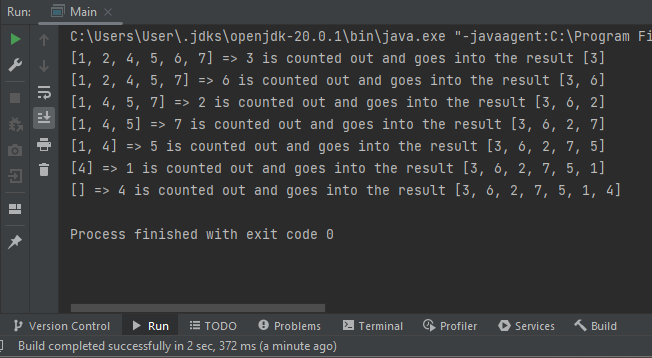 Run: Main ×
C:\Users\User\.jdks\openjdk-20.0.1\bin\java.exe "-javaagent:C:\Program Fi
[1, 2, 4, 5, 6, 7] => 3 is counted out and goes into the result [3]
[1, 2, 4, 5, 7] => 6 is counted out and goes into the result [3, 6]
[1, 4, 5, 7] => 2 is counted out and goes into the result [3, 6, 2]
[1, 4, 5] => 7 is counted out and goes into the result [3, 6, 2, 7]
[1, 4] => 5 is counted out and goes into the result [3, 6, 2, 7, 5]
[4] => 1 is counted out and goes into the result [3, 6, 2, 7, 5, 1]
[] => 4 is counted out and goes into the result [3, 6, 2, 7, 5, 1, 4]
Process finished with exit code 0
Version Control Run TODO Problems Terminal Profiler Services Build
Build completed successfully in 2 sec, 372 ms (a minute ago)